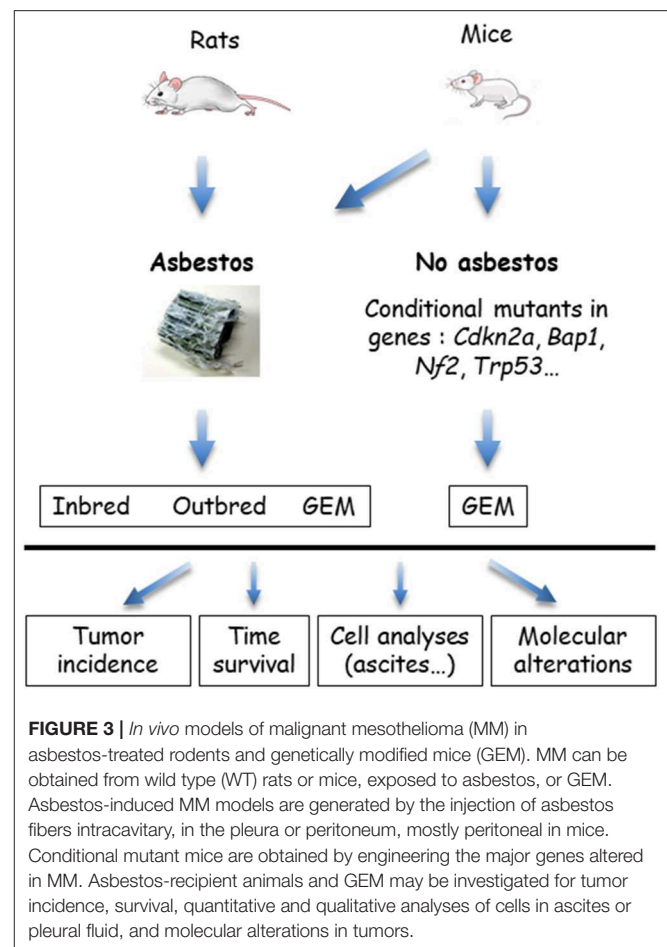 Rats Mice
Asbestos No asbestos
Conditional mutants in
genes : Cdkn2a, Bap1,
Nf2, Trp53...
Inbred Outbred GEM GEM
Tumor incidence
Time survival
Cell analyses (ascites...)
Molecular alterations
FIGURE 3 | In vivo models of malignant mesothelioma (MM) in
asbestos-treated rodents and genetically modified mice (GEM). MM can be
obtained from wild type (WT) rats or mice, exposed to asbestos, or GEM.
Asbestos-induced MM models are generated by the injection of asbestos
fibers intracavitary, in the pleura or peritoneum, mostly peritoneal in mice.
Conditional mutant mice are obtained by engineering the major genes altered
in MM. Asbestos-recipient animals and GEM may be investigated for tumor
incidence, survival, quantitative and qualitative analyses of cells in ascites or
pleural fluid, and molecular alterations in tumors.